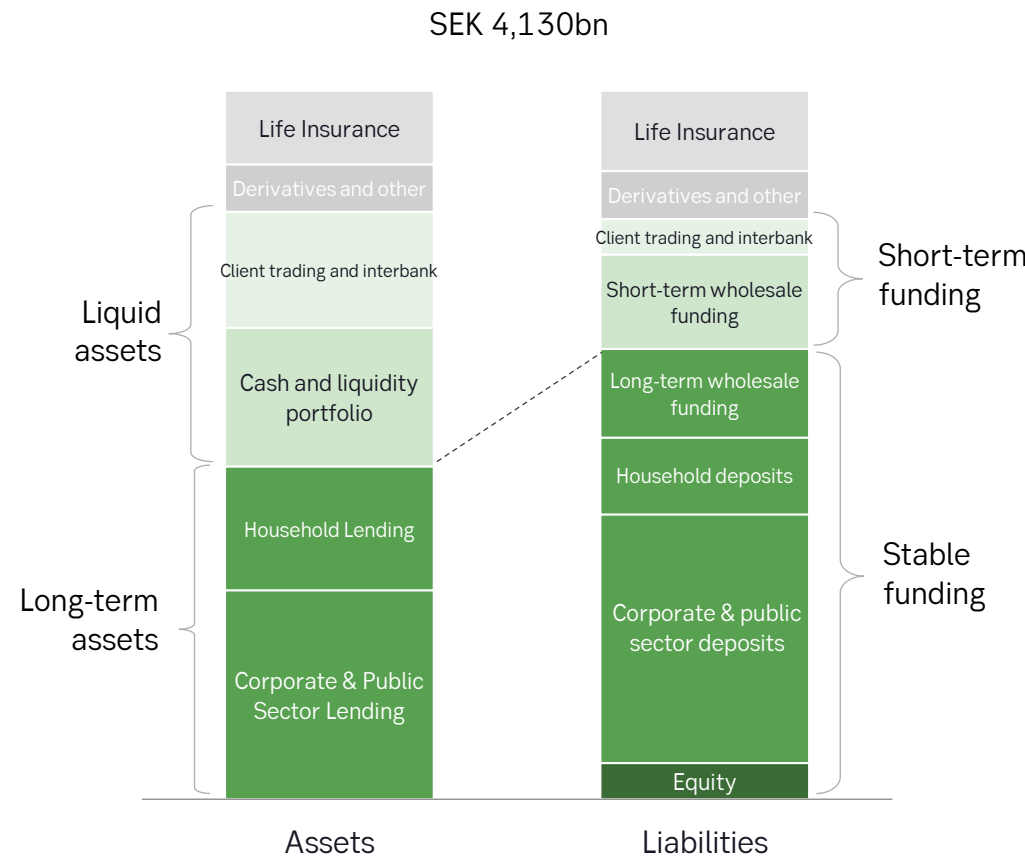 SEK 4,130bn
Life Insurance
Derivatives and other
Client trading and interbank
Cash and liquidity
portfolio
Household Lending
Corporate & Public
Sector Lending
Liquid
assets
Long-term
assets
Life Insurance
Derivatives and other
Client trading and interbank
Short-term wholesale
funding
Long-term wholesale
funding
Household deposits
Corporate & public
sector deposits
Equity
Short-term
funding
Stable
funding
Assets
Liabilities